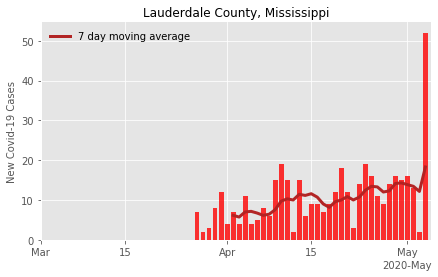 Lauderdale County, Mississippi
7 day moving average
New Covid-19 Cases
50
40
30
20
10
0
Mar 15 Apr 15 May
2020-May